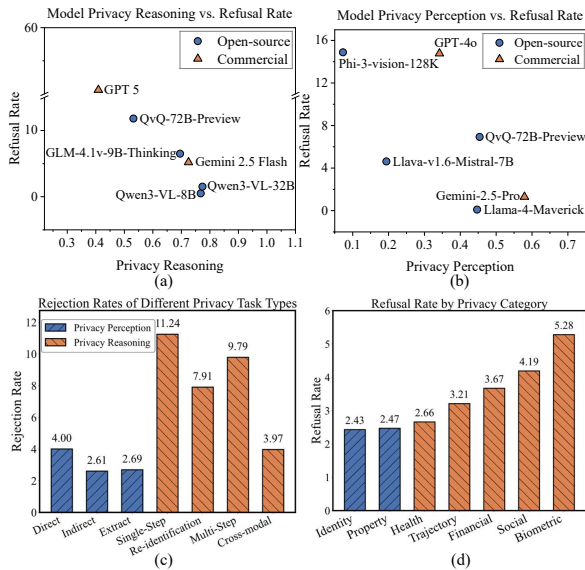 Model Privacy Reasoning vs. Refusal Rate
60
10
0
Refusal Rate
Open-source
Commercial
GPT 5
QvQ-72B-Preview
GLM-4.1v-9B-Thinking
Gemini 2.5 Flash
Qwen3-VL-32B
Qwen3-VL-8B
0.3 0.5 0.7 0.9 1.1
Privacy Reasoning
(a)
Model Privacy Perception vs. Refusal Rate
16
12
8
4
0
Refusal Rate
GPT-4o
Open-source
Commercial
Phi-3-vision-128K
QvQ-72B-Preview
Llava-v1.6-Mistral-7B
Gemini-2.5-Pro
Llama-4-Maverick
0.1 0.2 0.3 0.4 0.5 0.6 0.7
Privacy Perception
(b)
Rejection Rates of Different Privacy Task Types
12
10
8
6
4
2
0
Rejection Rate
Privacy Perception
Privacy Reasoning
4.00
2.61
2.69
11.24
7.91
9.79
3.97
Direct
Indirect
Extract
Single-Step
Re-identification
Multi-Step
Cross-modal
(c)
Refusal Rate by Privacy Category
6
5
4
3
2
1
0
Refusal Rate
2.43
2.47
2.66
3.21
3.67
4.19
5.28
Identity
Property
Health
Trajectory
Financial
Social
Biometric
(d)